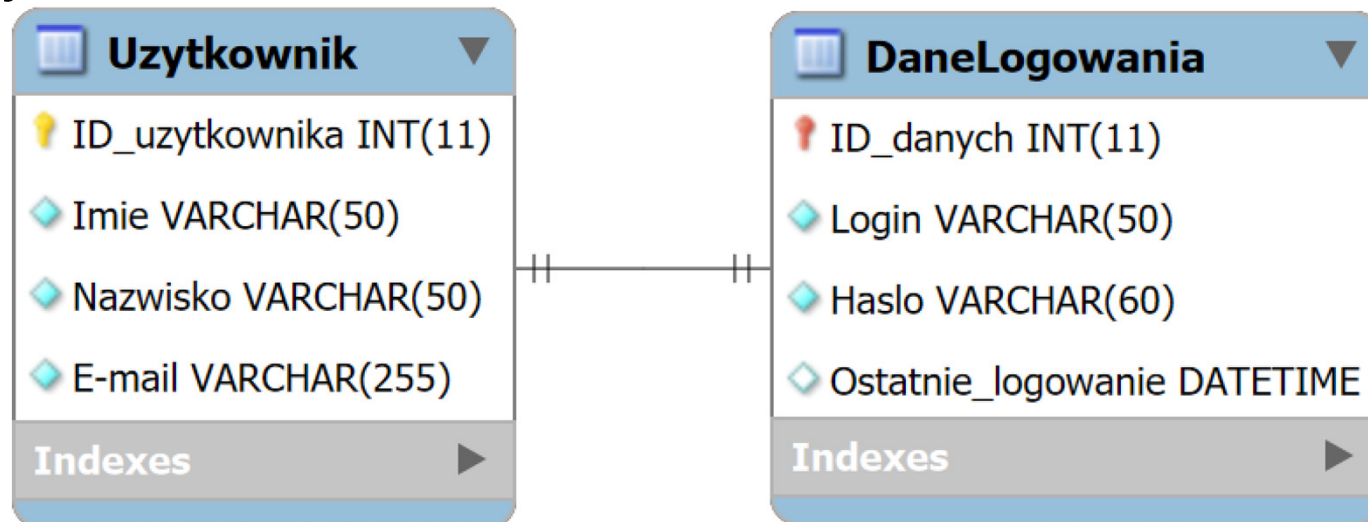 Uzytkownik
ID_uzytkownika INT(11)
Imie VARCHAR(50)
Nazwisko VARCHAR(50)
E-mail VARCHAR(255)
Indexes
DaneLogowania
ID_danych INT(11)
Login VARCHAR(50)
Haslo VARCHAR(60)
Ostatnie_logowanie DATETIME
Indexes